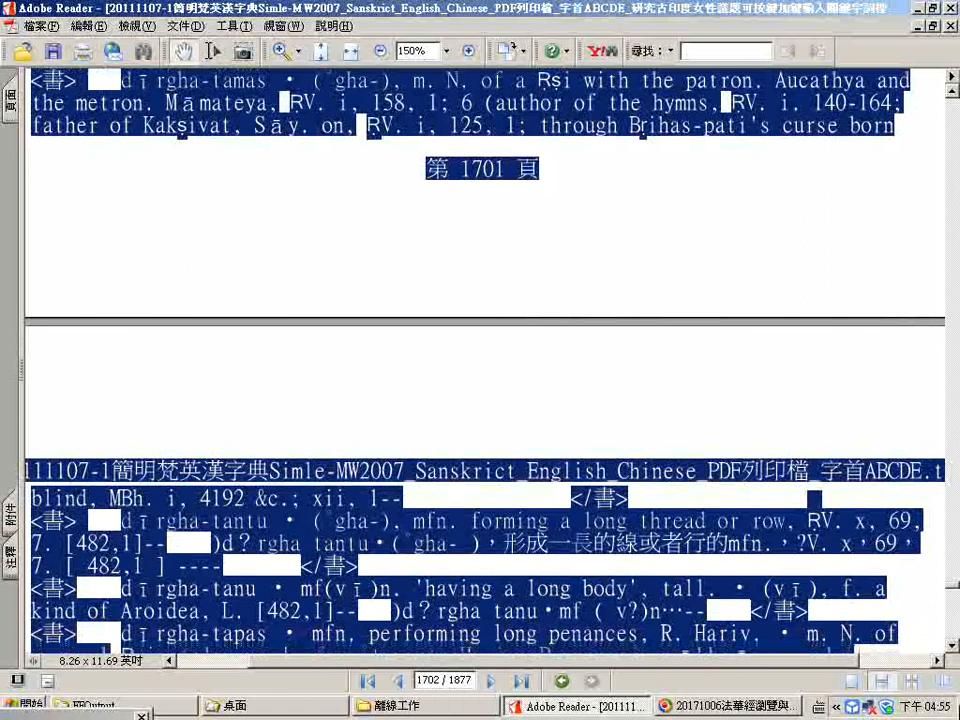 Adobe Reader - [20111107-1簡明梵英漢字典Simle-MW2007_Sanskrict_English_Chinese_PDF列印檔_字首ABCDE_研究古印度女性議題可按鍵加鍵輸入關鍵字詞搜
檔案(F) 編輯(E) 檢視(V) 文件(D) 工具(T) 視窗(W) 說明(H)
150% Y! 尋找:
頁面
<書> dīrgha-tamas • (°gha-), m. N. of a Ṛṣi with the patron. Aucathya and
the metron. Māmateya, ṚV. i, 158, 1; 6 (author of the hymns, ṚV. i. 140-164;
father of Kakṣivat, Sāy. on, ṚV. i, 125, 1; through Bṛihas-pati's curse born
第 1701 頁
111107-1簡明梵英漢字典Simle-MW2007_Sanskrict_English_Chinese_PDF列印檔_字首ABCDE.t
blind, MBh. i, 4192 &c.; xii, 1-- </書>
<書> dīrgha-tantu • (°gha-), mfn. forming a long thread or row, ṚV. x, 69,
7. [482,1]-- )d？rgha tantu•( gha- )，形成一長的線或者行的mfn.，?V. x，69，
7. [ 482,1 ] ---- </書>
<書> dīrgha-tanu • mf(vī)n. 'having a long body', tall. • (vī), f. a
kind of Aroidea, L. [482,1]-- )d？rgha tanu•mf ( v?)n…-- </書>
<書> dīrgha-tapas • mfn. performing long penances, R. Hariv. • m. N. of
附件
注釋
8.26 x 11.69 英吋
1702 / 1877
開始 FFOutput 桌面 離線工作 Adobe Reader - [201111... 20171006法華經瀏覽與... 下午 04:55